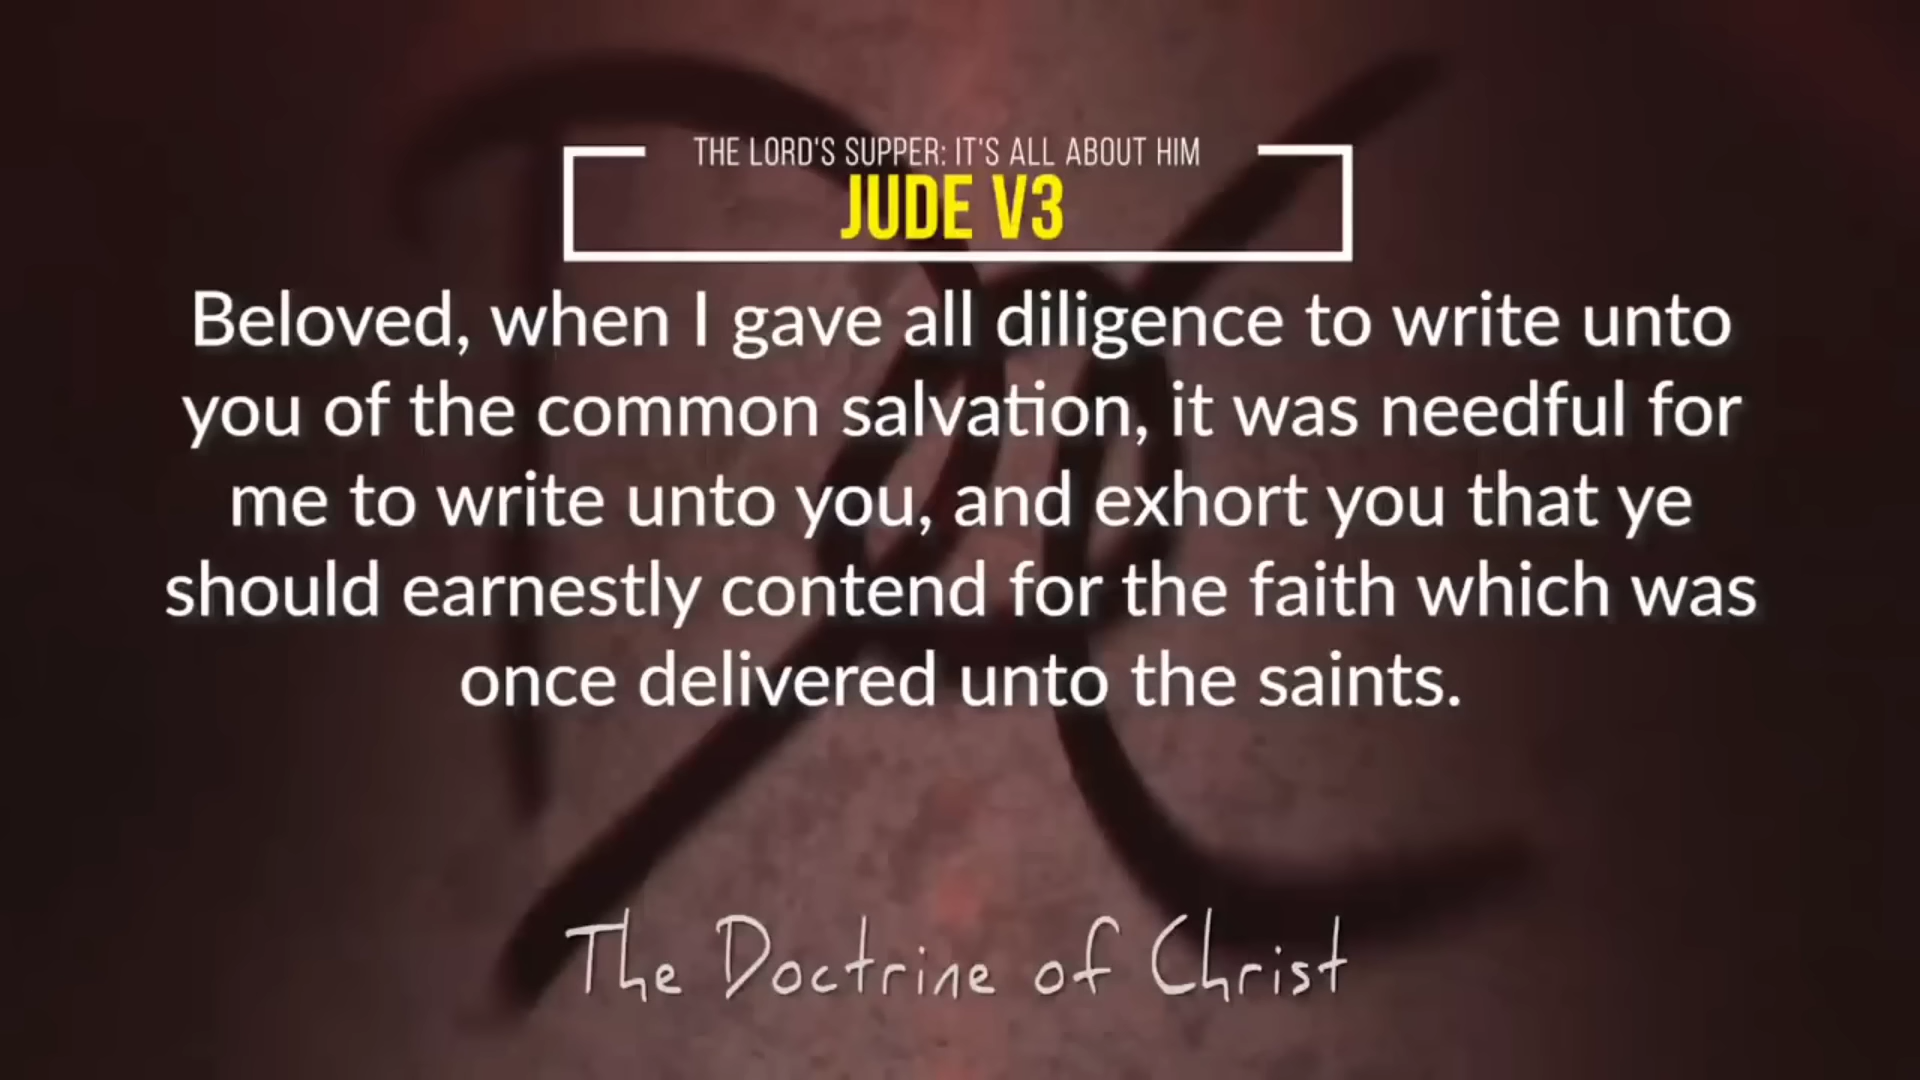 THE LORD'S SUPPER: IT'S ALL ABOUT HIM
JUDE V3
Beloved, when I gave all diligence to write unto
you of the common salvation, it was needful for
me to write unto you, and exhort you that ye
should earnestly contend for the faith which was
once delivered unto the saints.
The Doctrine of Christ